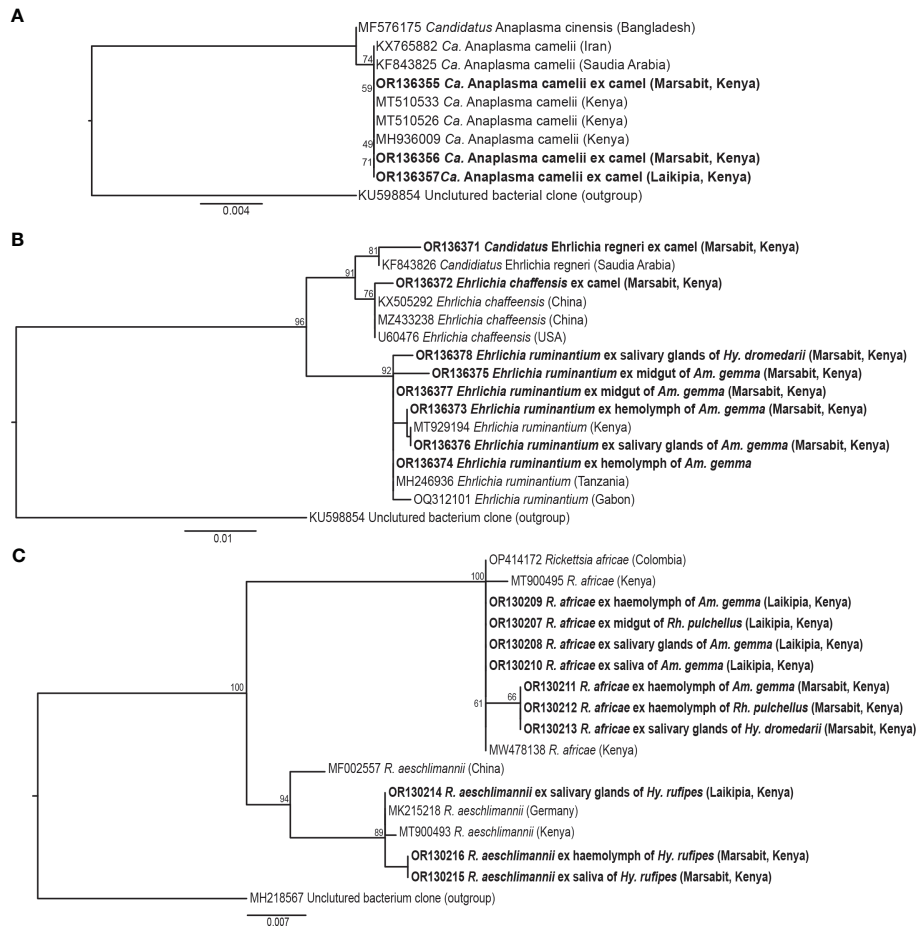 A
MF576175 Candidatus Anaplasma cinensis (Bangladesh)
KX765882 Ca. Anaplasma camelii (Iran)
74
KF843825 Ca. Anaplasma camelii (Saudia Arabia)
59
OR136355 Ca. Anaplasma camelii ex camel (Marsabit, Kenya)
MT510533 Ca. Anaplasma camelii (Kenya)
MT510526 Ca. Anaplasma camelii (Kenya)
49
MH936009 Ca. Anaplasma camelii (Kenya)
71
OR136356 Ca. Anaplasma camelii ex camel (Marsabit, Kenya)
OR136357Ca. Anaplasma camelii ex camel (Laikipia, Kenya)
KU598854 Unclutured bacterial clone (outgroup)
0.004
B
81
OR136371 Candidatus Ehrlichia regneri ex camel (Marsabit, Kenya)
KF843826 Candidiatus Ehrlichia regneri (Saudia Arabia)
91
76
OR136372 Ehrlichia chaffensis ex camel (Marsabit, Kenya)
KX505292 Ehrlichia chaffeensis (China)
96
MZ433238 Ehrlichia chaffeensis (China)
U60476 Ehrlichia chaffeensis (USA)
OR136378 Ehrlichia ruminantium ex salivary glands of Hy. dromedarii (Marsabit, Kenya)
92
OR136375 Ehrlichia ruminantium ex midgut of Am. gemma (Marsabit, Kenya)
OR136377 Ehrlichia ruminantium ex midgut of Am. gemma (Marsabit, Kenya)
OR136373 Ehrlichia ruminantium ex hemolymph of Am. gemma (Marsabit, Kenya)
MT929194 Ehrlichia ruminantium (Kenya)
OR136376 Ehrlichia ruminantium ex salivary glands of Am. gemma (Marsabit, Kenya)
OR136374 Ehrlichia ruminantium ex hemolymph of Am. gemma
MH246936 Ehrlichia ruminantium (Tanzania)
OQ312101 Ehrlichia ruminantium (Gabon)
KU598854 Unclutured bacterium clone (outgroup)
0.01
C
OP414172 Rickettsia africae (Colombia)
100
MT900495 R. africae (Kenya)
OR130209 R. africae ex haemolymph of Am. gemma (Laikipia, Kenya)
OR130207 R. africae ex midgut of Rh. pulchellus (Laikipia, Kenya)
OR130208 R. africae ex salivary glands of Am. gemma (Laikipia, Kenya)
OR130210 R. africae ex saliva of Am. gemma (Laikipia, Kenya)
100
61
66
OR130211 R. africae ex haemolymph of Am. gemma (Marsabit, Kenya)
OR130212 R. africae ex haemolymph of Rh. pulchellus (Marsabit, Kenya)
OR130213 R. africae ex salivary glands of Hy. dromedarii (Marsabit, Kenya)
MW478138 R. africae (Kenya)
MF002557 R. aeschlimannii (China)
94
OR130214 R. aeschlimannii ex salivary glands of Hy. rufipes (Laikipia, Kenya)
MK215218 R. aeschlimannii (Germany)
89
MT900493 R. aeschlimannii (Kenya)
OR130216 R. aeschlimannii ex haemolymph of Hy. rufipes (Marsabit, Kenya)
OR130215 R. aeschlimannii ex saliva of Hy. rufipes (Marsabit, Kenya)
MH218567 Unclutured bacterium clone (outgroup)
0.007